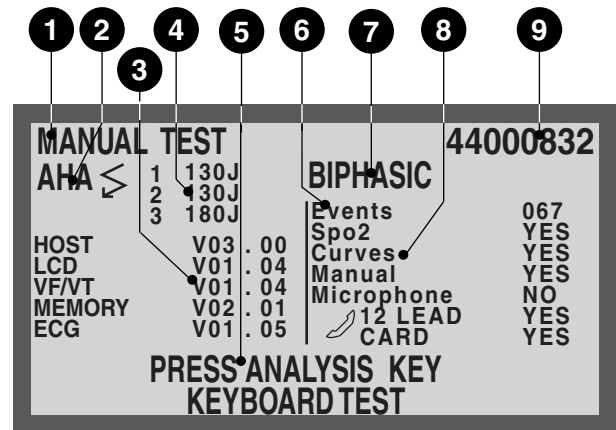 1 2 3 4 5 6 7 8 9
MANUAL TEST 44000832
AHA 1 130J BIPHASIC
2 130J
3 180J
Events 067
Spo2 YES
HOST V03.00 Curves YES
LCD V01.04 Manual YES
VF/VT V01.04 Microphone NO
MEMORY V02.01 12 LEAD YES
ECG V01.05 CARD YES
PRESS ANALYSIS KEY
KEYBOARD TEST